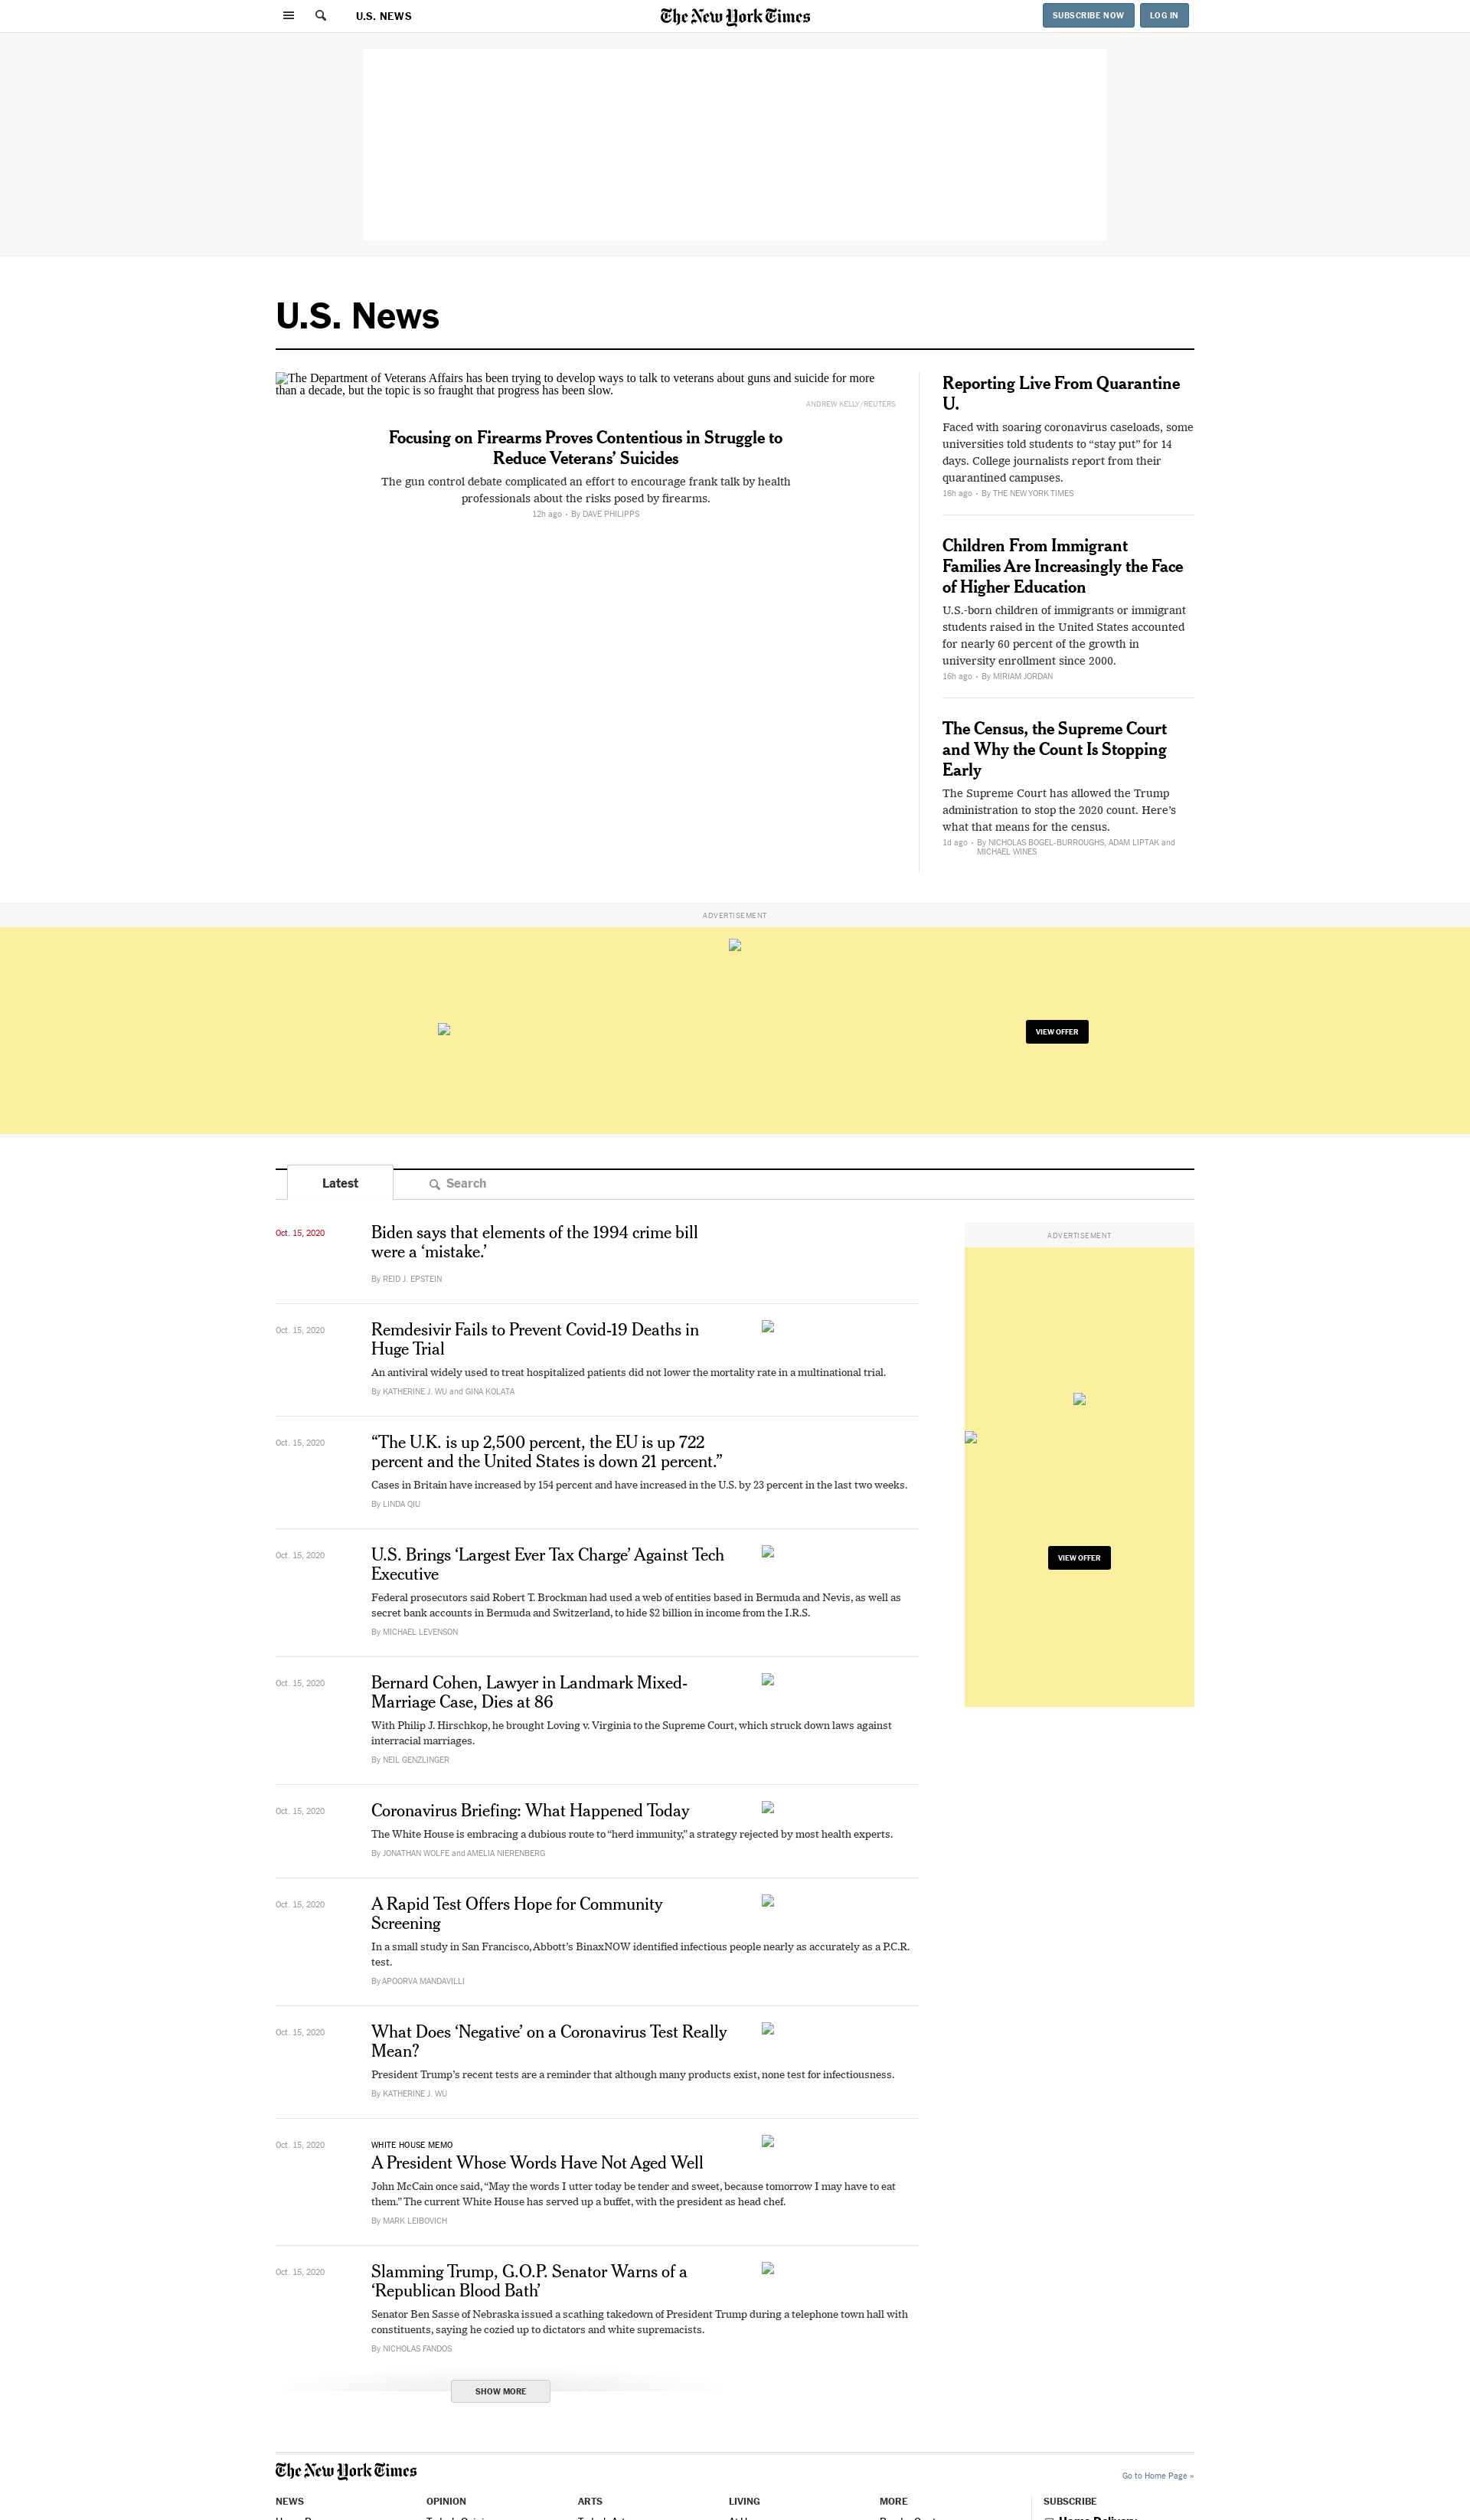 U.S. NEWS
The New York Times
SUBSCRIBE NOW
LOG IN
U.S. News
The Department of Veterans Affairs has been trying to develop ways to talk to veterans about guns and suicide for more
than a decade, but the topic is so fraught that progress has been slow.
ANDREW KELLY/REUTERS
Focusing on Firearms Proves Contentious in Struggle to
Reduce Veterans’ Suicides
The gun control debate complicated an effort to encourage frank talk by health
professionals about the risks posed by firearms.
12h ago • By DAVE PHILIPPS
Reporting Live From Quarantine
U.
Faced with soaring coronavirus caseloads, some
universities told students to “stay put” for 14
days. College journalists report from their
quarantined campuses.
16h ago • By THE NEW YORK TIMES
Children From Immigrant
Families Are Increasingly the Face
of Higher Education
U.S.-born children of immigrants or immigrant
students raised in the United States accounted
for nearly 60 percent of the growth in
university enrollment since 2000.
16h ago • By MIRIAM JORDAN
The Census, the Supreme Court
and Why the Count Is Stopping
Early
The Supreme Court has allowed the Trump
administration to stop the 2020 count. Here’s
what that means for the census.
1d ago • By NICHOLAS BOGEL-BURROUGHS, ADAM LIPTAK and
MICHAEL WINES
ADVERTISEMENT
VIEW OFFER
Latest
Search
Oct. 15, 2020
Biden says that elements of the 1994 crime bill
were a ‘mistake.’
By REID J. EPSTEIN
ADVERTISEMENT
VIEW OFFER
Oct. 15, 2020
Remdesivir Fails to Prevent Covid-19 Deaths in
Huge Trial
An antiviral widely used to treat hospitalized patients did not lower the mortality rate in a multinational trial.
By KATHERINE J. WU and GINA KOLATA
Oct. 15, 2020
“The U.K. is up 2,500 percent, the EU is up 722
percent and the United States is down 21 percent.”
Cases in Britain have increased by 154 percent and have increased in the U.S. by 23 percent in the last two weeks.
By LINDA QIU
Oct. 15, 2020
U.S. Brings ‘Largest Ever Tax Charge’ Against Tech
Executive
Federal prosecutors said Robert T. Brockman had used a web of entities based in Bermuda and Nevis, as well as
secret bank accounts in Bermuda and Switzerland, to hide $2 billion in income from the I.R.S.
By MICHAEL LEVENSON
Oct. 15, 2020
Bernard Cohen, Lawyer in Landmark Mixed-
Marriage Case, Dies at 86
With Philip J. Hirschkop, he brought Loving v. Virginia to the Supreme Court, which struck down laws against
interracial marriages.
By NEIL GENZLINGER
Oct. 15, 2020
Coronavirus Briefing: What Happened Today
The White House is embracing a dubious route to “herd immunity,” a strategy rejected by most health experts.
By JONATHAN WOLFE and AMELIA NIERENBERG
Oct. 15, 2020
A Rapid Test Offers Hope for Community
Screening
In a small study in San Francisco, Abbott’s BinaxNOW identified infectious people nearly as accurately as a P.C.R.
test.
By APOORVA MANDAVILLI
Oct. 15, 2020
What Does ‘Negative’ on a Coronavirus Test Really
Mean?
President Trump’s recent tests are a reminder that although many products exist, none test for infectiousness.
By KATHERINE J. WU
Oct. 15, 2020
WHITE HOUSE MEMO
A President Whose Words Have Not Aged Well
John McCain once said, “May the words I utter today be tender and sweet, because tomorrow I may have to eat
them.” The current White House has served up a buffet, with the president as head chef.
By MARK LEIBOVICH
Oct. 15, 2020
Slamming Trump, G.O.P. Senator Warns of a
‘Republican Blood Bath’
Senator Ben Sasse of Nebraska issued a scathing takedown of President Trump during a telephone town hall with
constituents, saying he cozied up to dictators and white supremacists.
By NICHOLAS FANDOS
SHOW MORE
The New York Times
Go to Home Page »
NEWS
OPINION
ARTS
LIVING
MORE
SUBSCRIBE